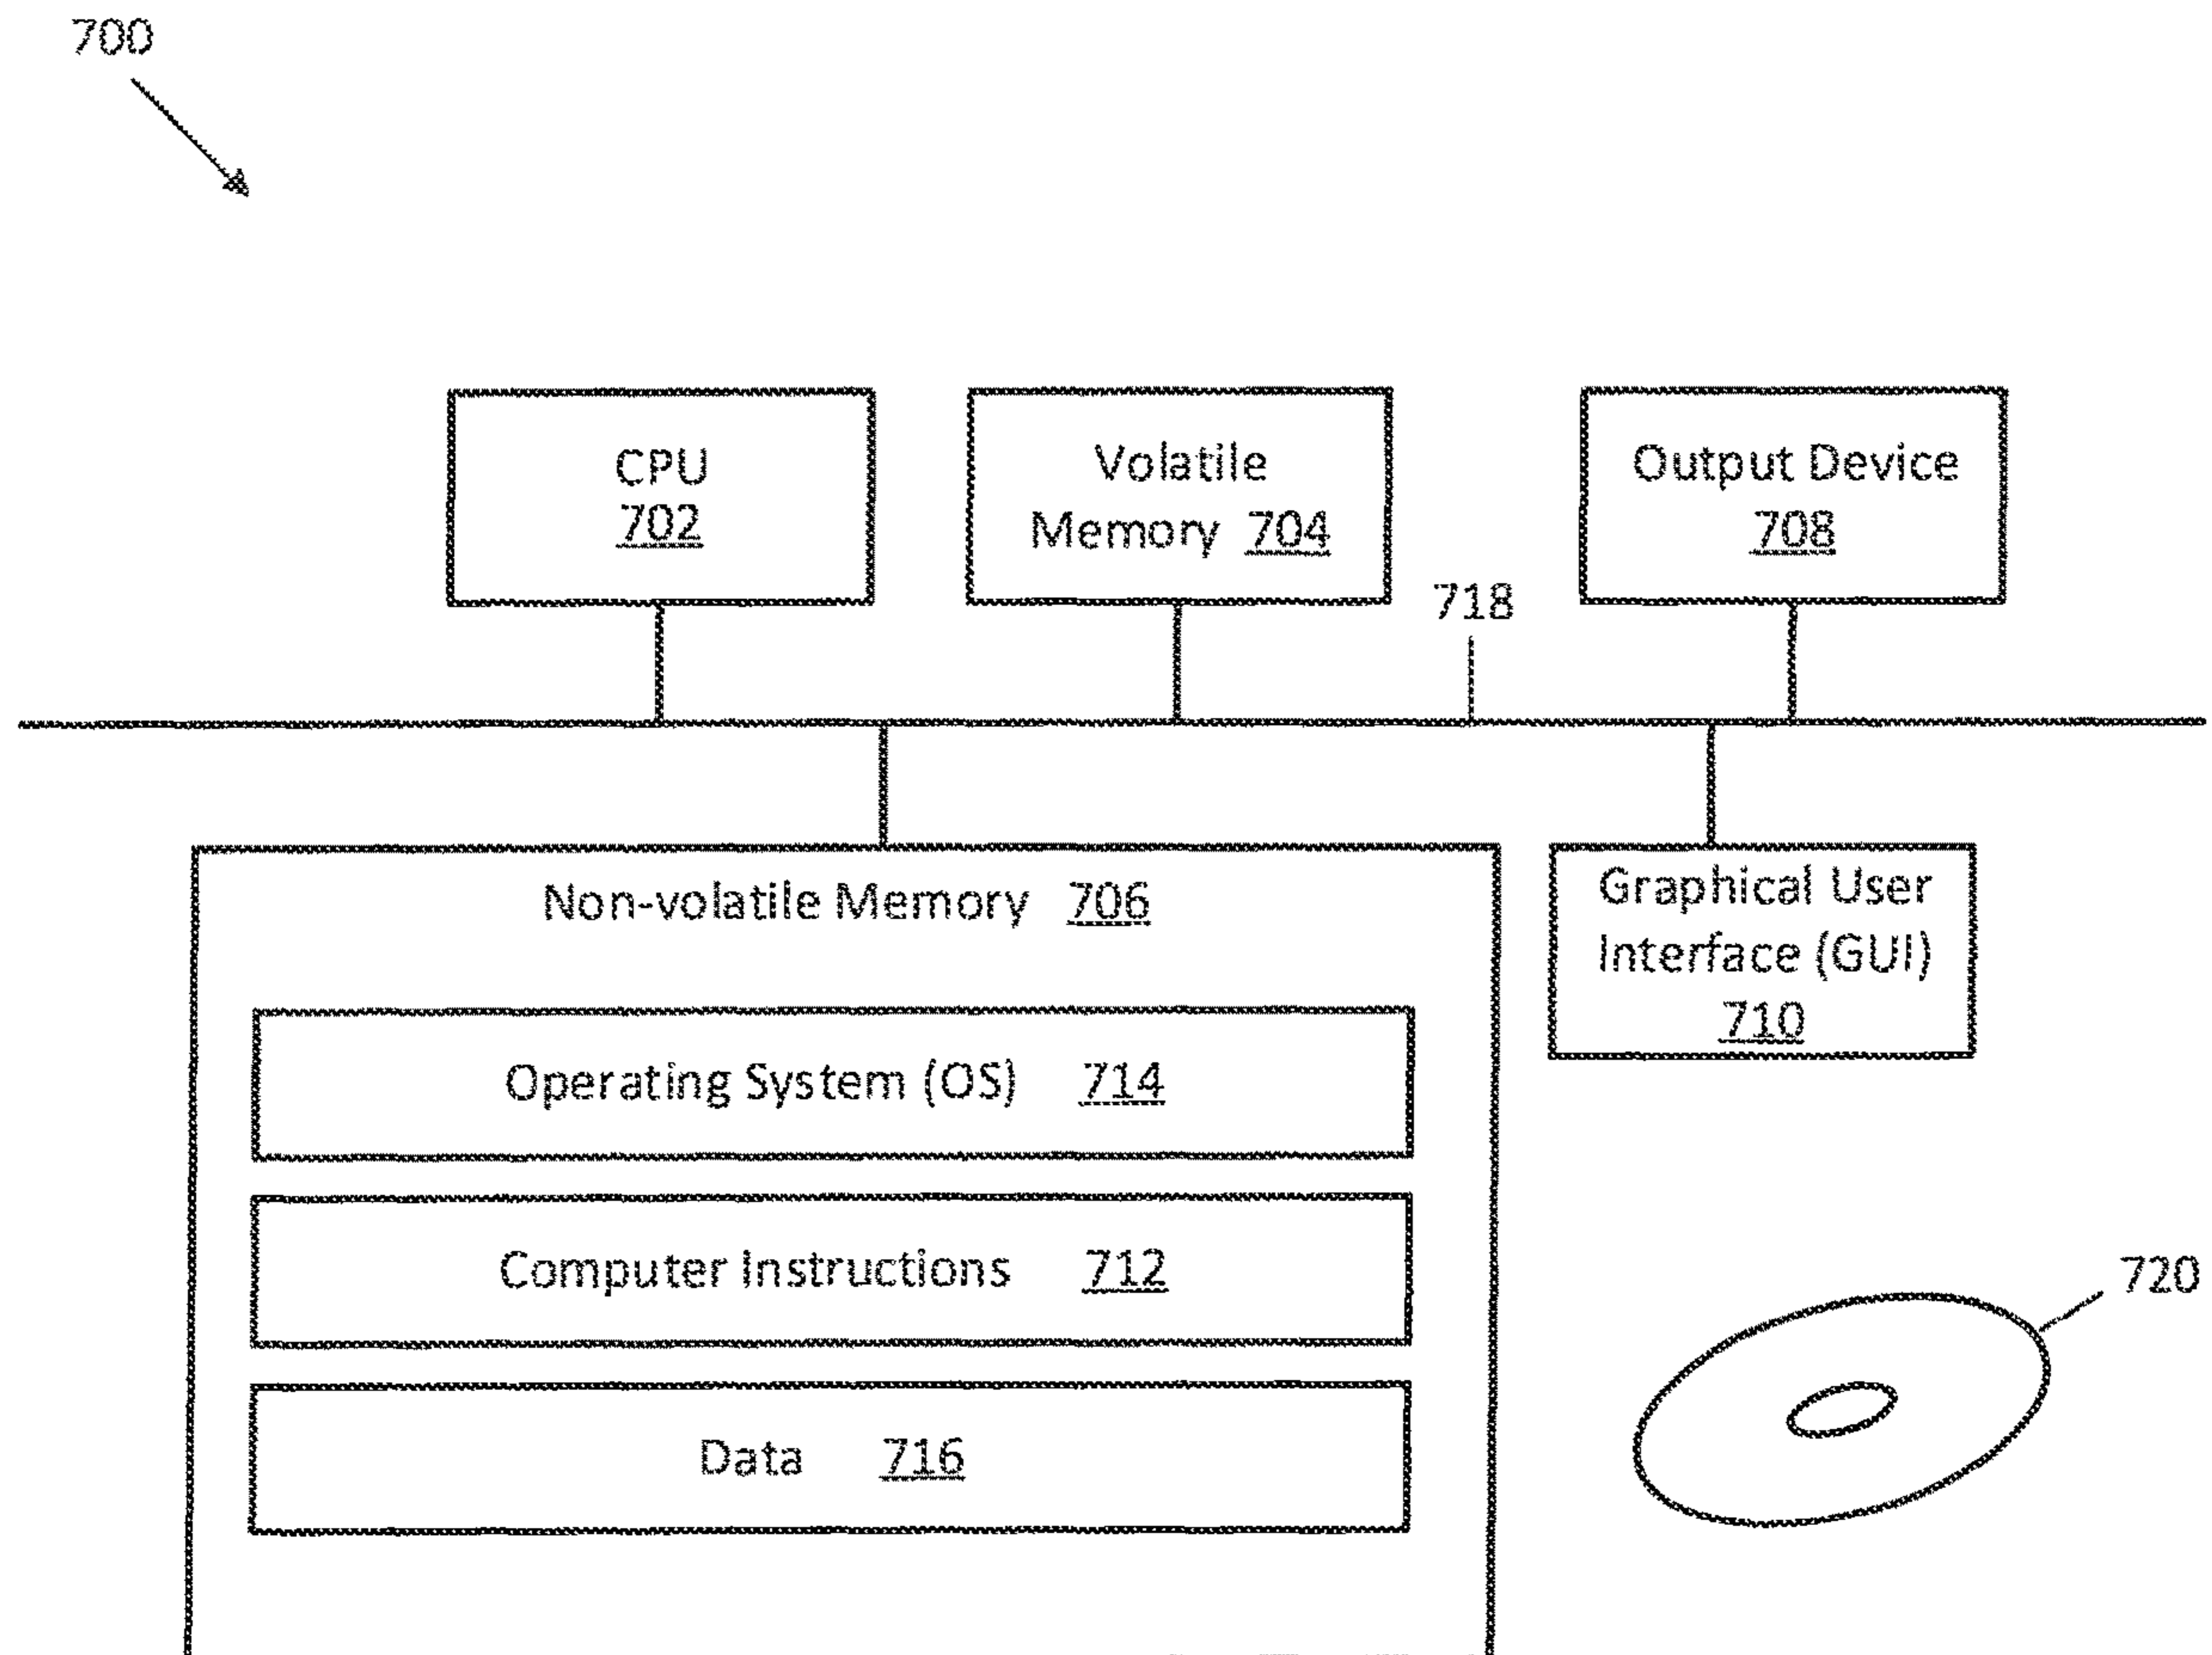 700
CPU
702
Volatile
Memory 704
Output Device
708
718
Non-volatile Memory 706
Graphical User
Interface (GUI)
710
Operating System (OS) 714
Computer Instructions 712
Data 716
720